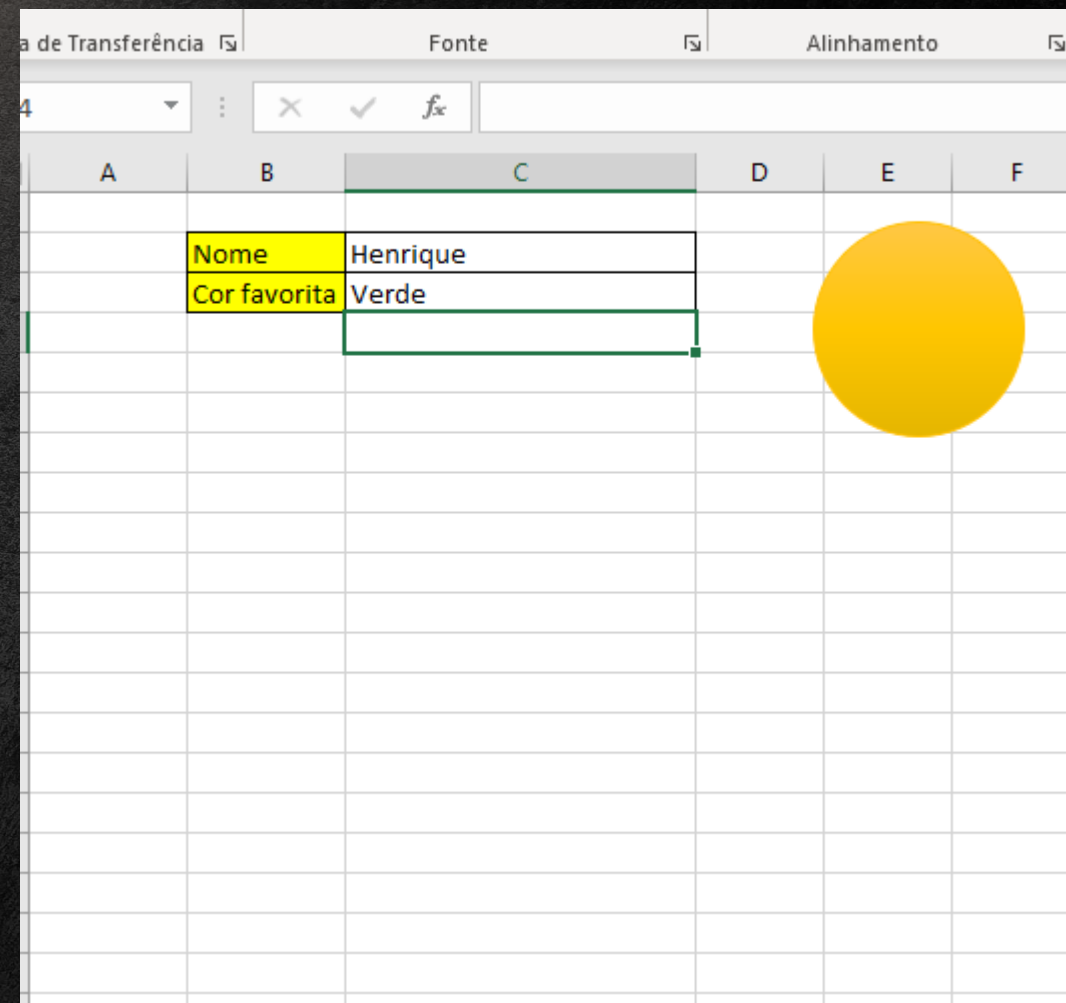 a de Transferência Fonte Alinhamento
4 fx
A B C D E F
Nome Henrique
Cor favorita Verde